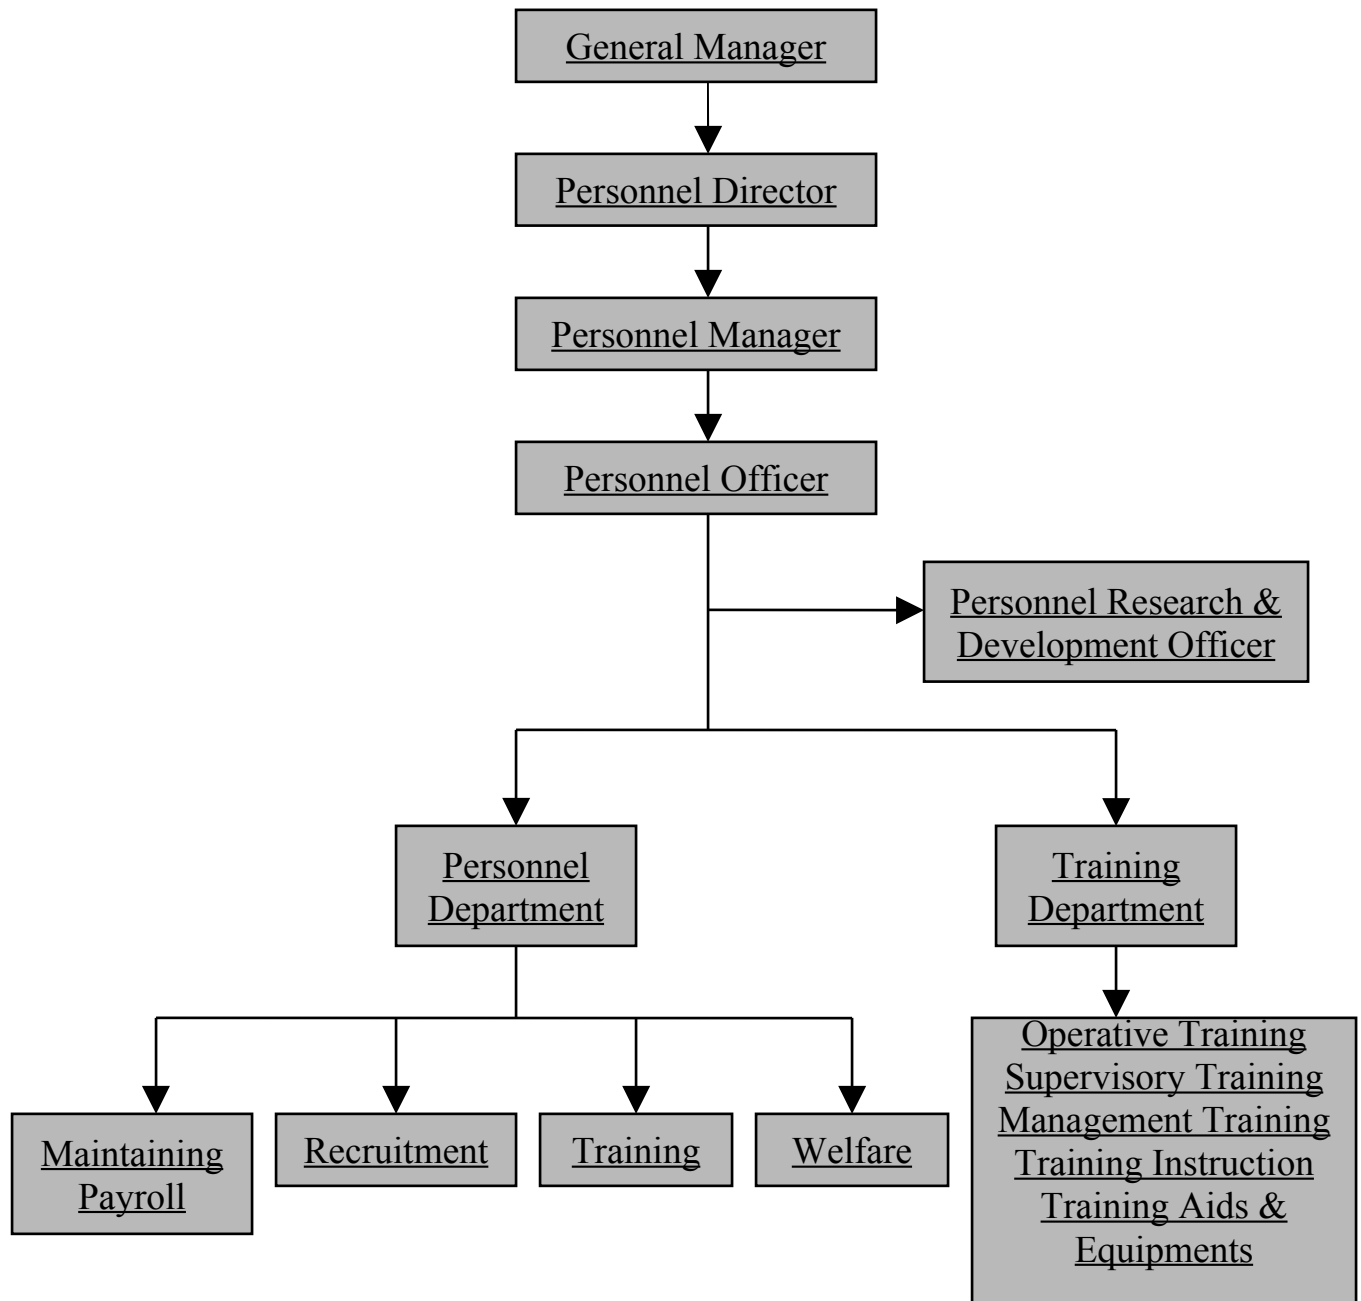 General Manager
Personnel Director
Personnel Manager
Personnel Officer
Personnel Research &
Development Officer
Personnel
Department
Training
Department
Maintaining
Payroll
Recruitment
Training
Welfare
Operative Training
Supervisory Training
Management Training
Training Instruction
Training Aids &
Equipments